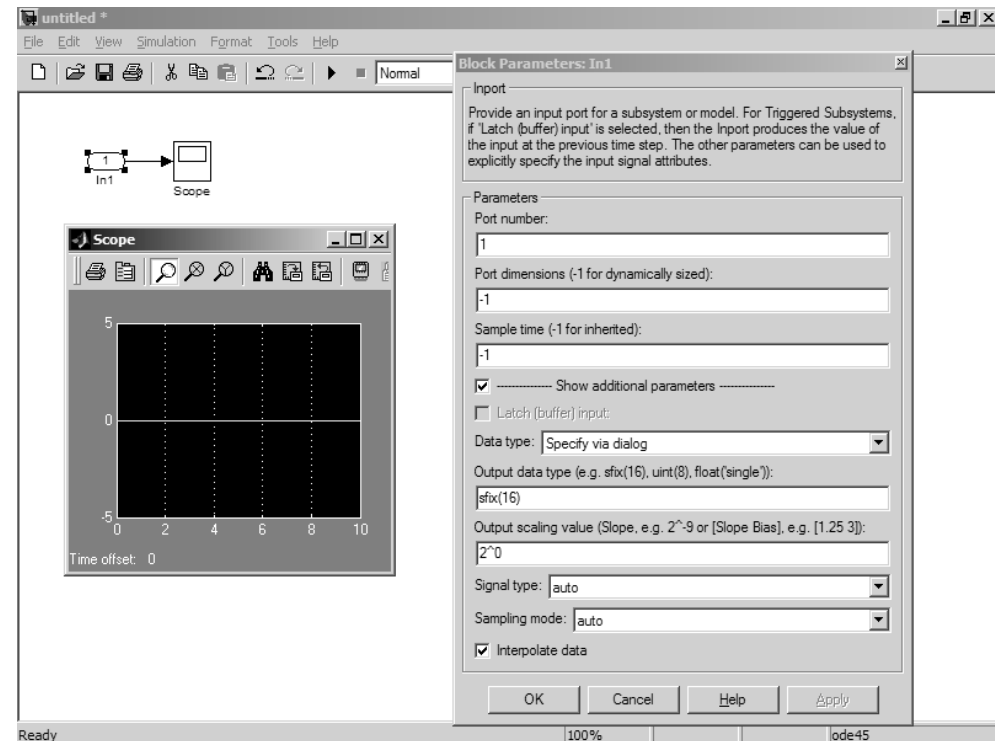 untitled *
File Edit View Simulation Format Tools Help
Normal
1
In1
Scope
Scope
5
0
-5
0 2 4 6 8 10
Time offset: 0
Block Parameters: In1
Inport
Provide an input port for a subsystem or model. For Triggered Subsystems,
if 'Latch (buffer) input' is selected, then the Inport produces the value of
the input at the previous time step. The other parameters can be used to
explicitly specify the input signal attributes.
Parameters
Port number:
1
Port dimensions (-1 for dynamically sized):
-1
Sample time (-1 for inherited):
-1
--------------- Show additional parameters ---------------
Latch (buffer) input:
Data type: Specify via dialog
Output data type (e.g. sfix(16), uint(8), float('single')):
sfix(16)
Output scaling value (Slope, e.g. 2^-9 or [Slope Bias], e.g. [1.25 3]):
2^0
Signal type: auto
Sampling mode: auto
Interpolate data
OK Cancel Help Apply
Ready 100% ode45